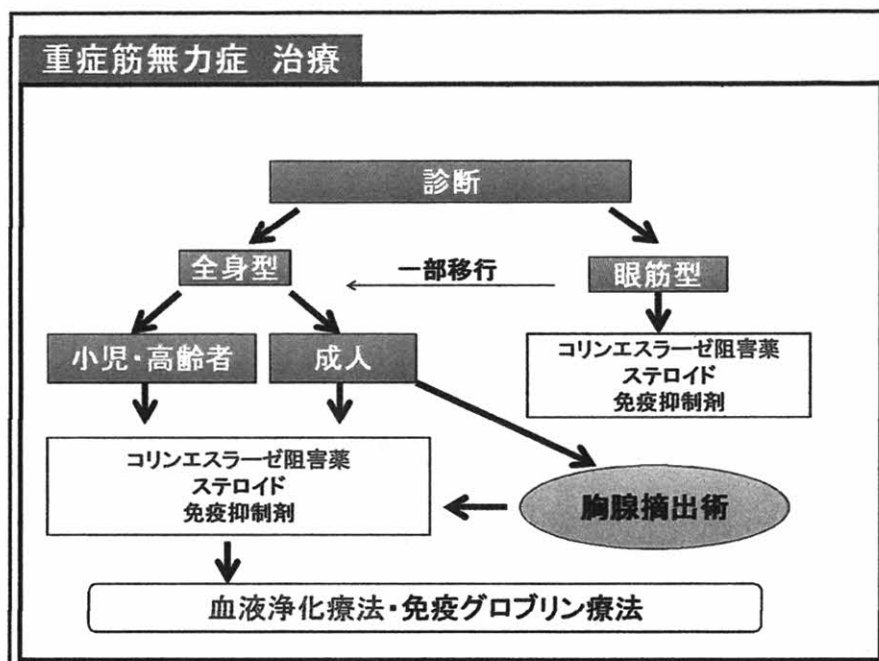 重症筋無力症 治療
診断
全身型
一部移行
眼筋型
小児・高齢者
成人
コリンエスラーゼ阻害薬
ステロイド
免疫抑制剤
コリンエスラーゼ阻害薬
ステロイド
免疫抑制剤
胸腺摘出術
血液浄化療法・免疫グロブリン療法